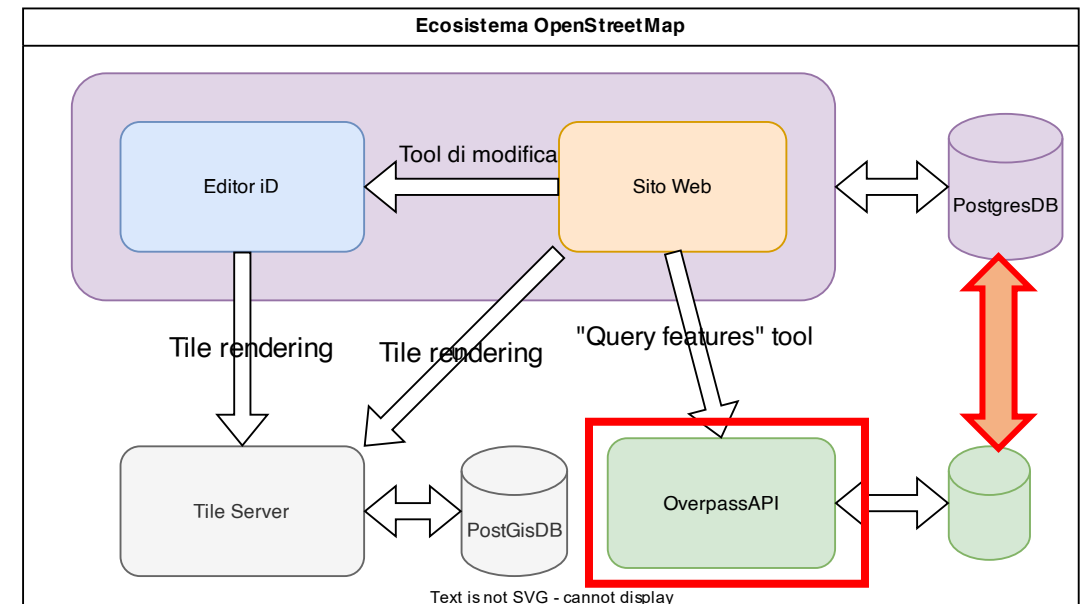 Ecosistema OpenStreetMap
Tool di modifica
Editor iD
Sito Web
PostgresDB
Tile rendering
Tile rendering
"Query features" tool
Tile Server
PostGisDB
OverpassAPI
Text is not SVG - cannot display